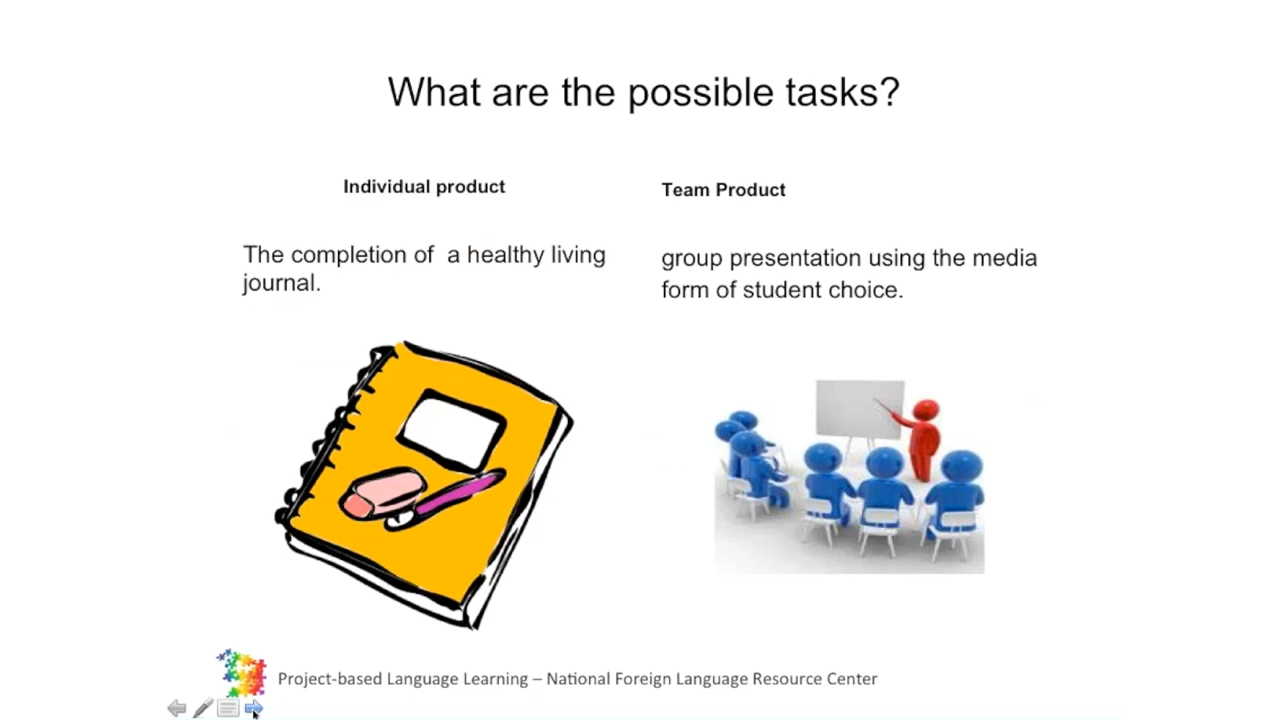 What are the possible tasks?
Individual product
Team Product
The completion of  a healthy living
journal.
group presentation using the media
form of student choice.
Project-based Language Learning – National Foreign Language Resource Center